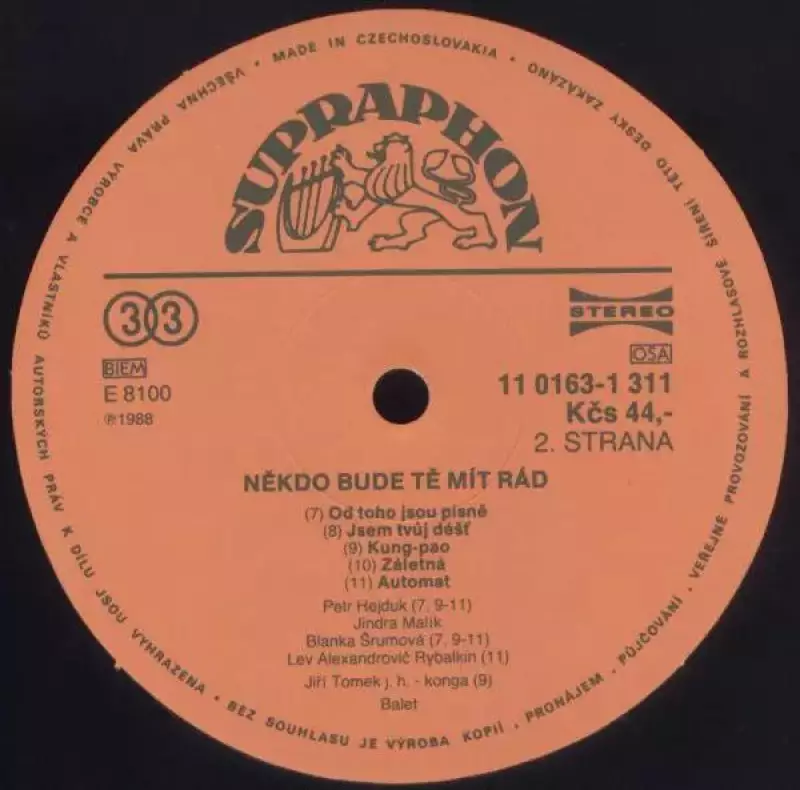 VŠECHNA PRÁVA VÝROBCE A VLASTNÍKŮ AUTORSKÝCH PRÁV K DÍLU JSOU VYHRAZENA · BEZ SOUHLASU JE VÝROBA KOPIÍ · PRONÁJEM · PŮJČOVÁNÍ · VEŘEJNÉ PROVOZOVÁNÍ A ROZHLASOVÉ ŠÍŘENÍ TÉTO DESKY ZAKÁZÁNO · MADE IN CZECHOSLOVAKIA ·
SUPRAPHON
33
STEREO
BIEM
OSA
E 8100
11 0163-1 311
℗1988
Kčs 44,-
2. STRANA
NĚKDO BUDE TĚ MÍT RÁD
(7) Od toho jsou písně
(8) Jsem tvůj déšť
(9) Kung-pao
(10) Záletná
(11) Automat
Petr Hejduk (7, 9-11)
Jindra Malík
Blanka Šrumová (7, 9-11)
Lev Alexandrovič Rybalkin (11)
Jiří Tomek j. h. - konga (9)
Balet